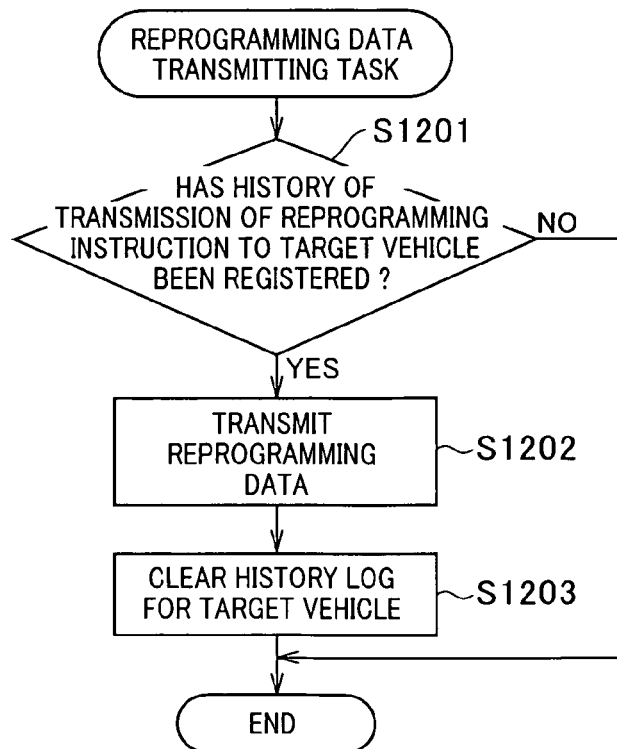 REPROGRAMMING DATA
TRANSMITTING TASK
S1201
HAS HISTORY OF
TRANSMISSION OF REPROGRAMMING
INSTRUCTION TO TARGET VEHICLE
BEEN REGISTERED ?
NO
YES
TRANSMIT
REPROGRAMMING
DATA
S1202
CLEAR HISTORY LOG
FOR TARGET VEHICLE
S1203
END